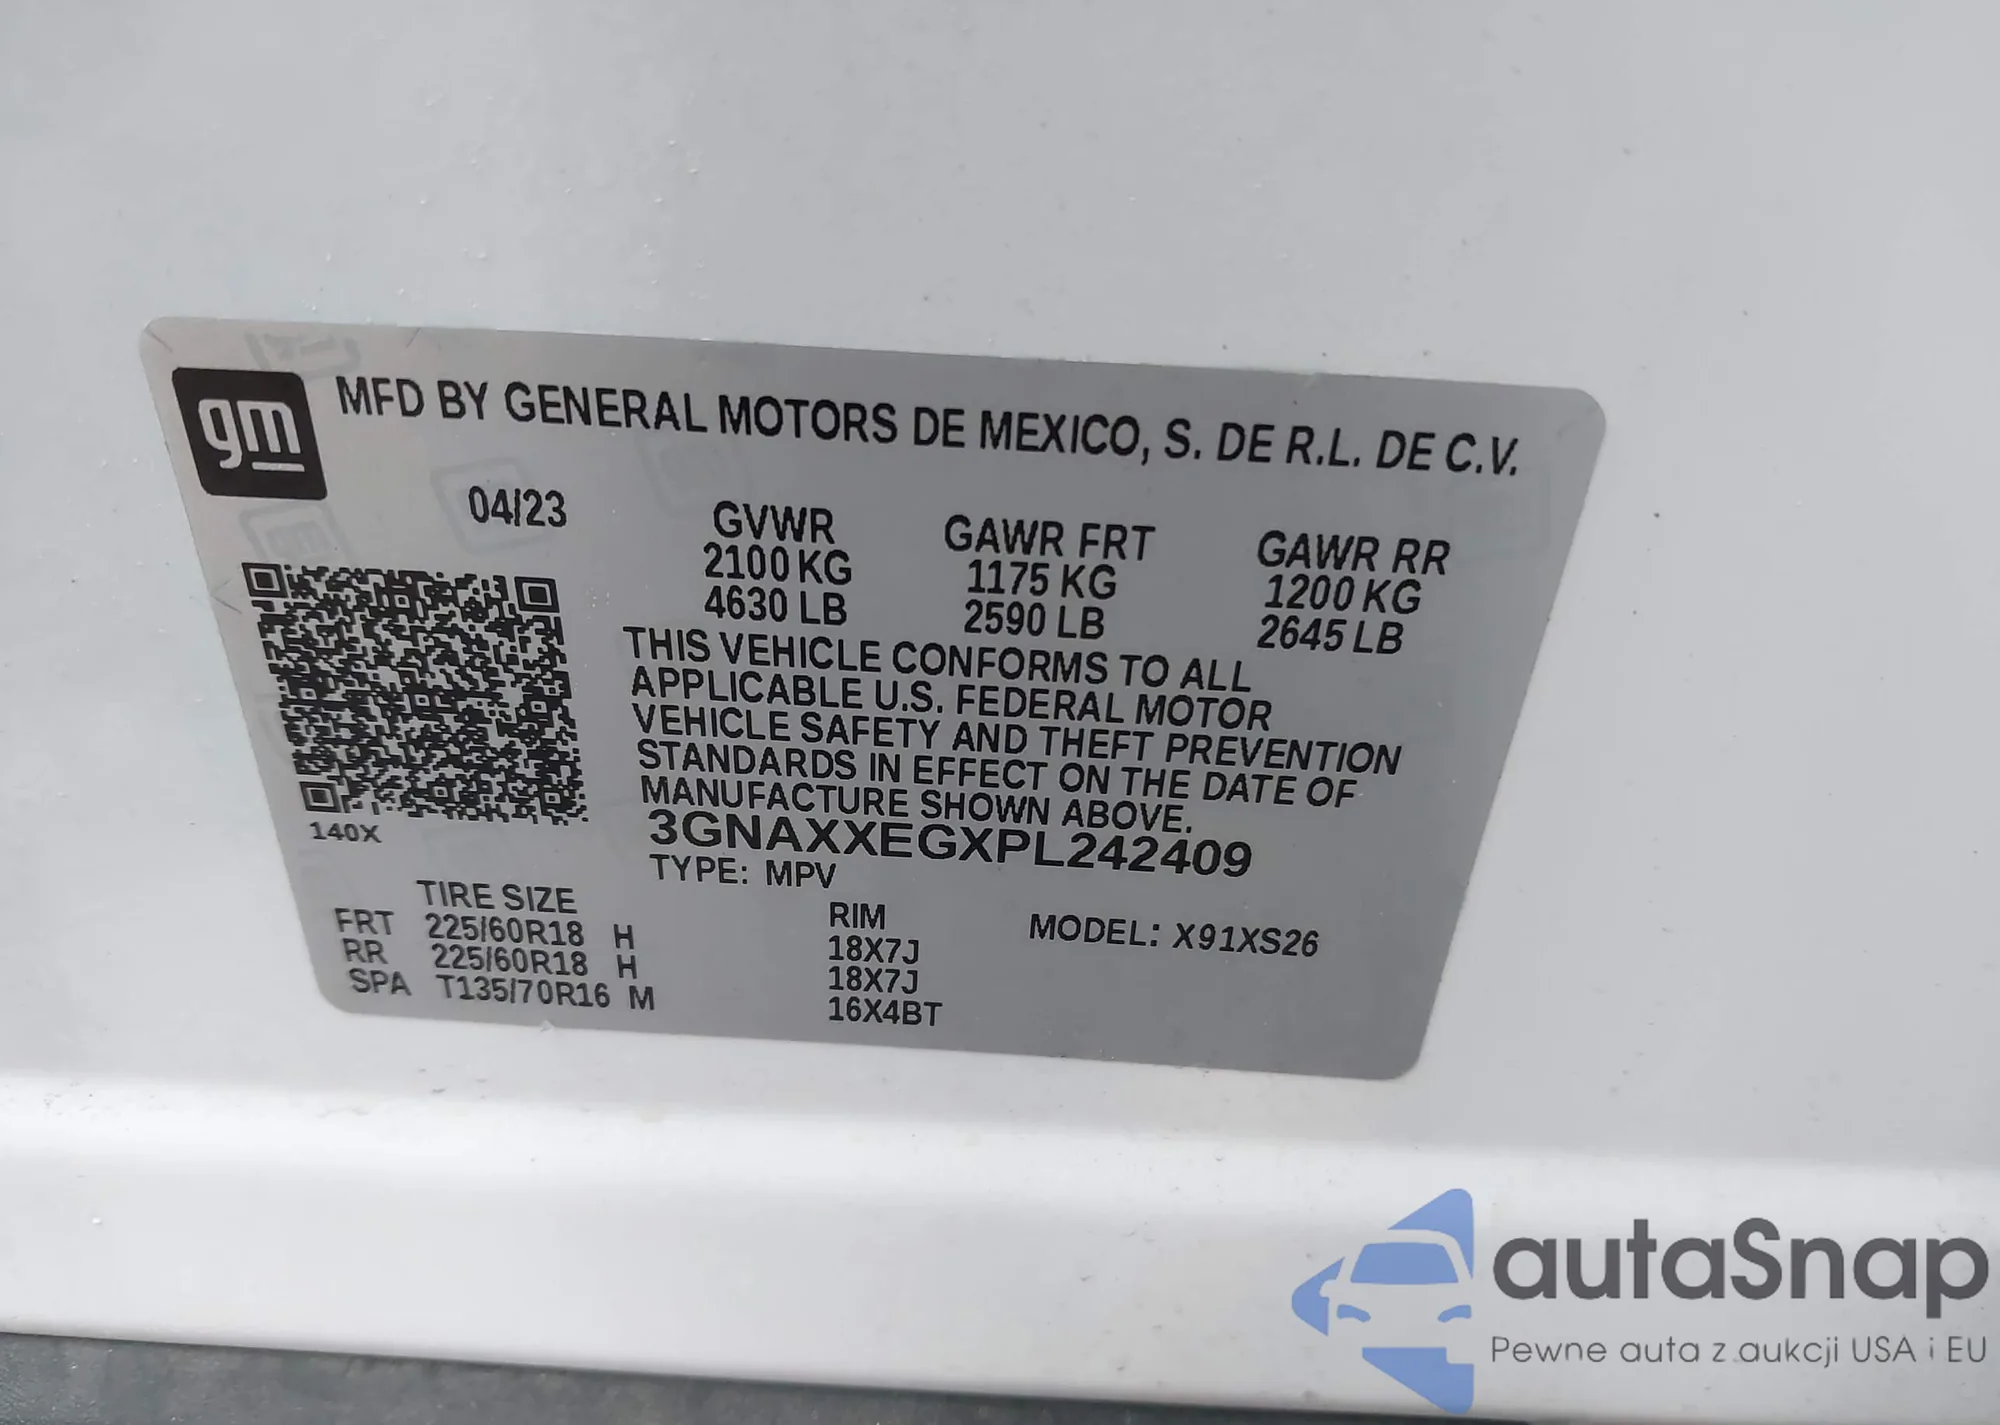 gm
MFD BY GENERAL MOTORS DE MEXICO, S. DE R.L. DE C.V.
04/23
GVWR GAWR FRT GAWR RR
2100 KG 1175 KG 1200 KG
4630 LB 2590 LB 2645 LB
THIS VEHICLE CONFORMS TO ALL
APPLICABLE U.S. FEDERAL MOTOR
VEHICLE SAFETY AND THEFT PREVENTION
STANDARDS IN EFFECT ON THE DATE OF
MANUFACTURE SHOWN ABOVE.
3GNAXXEGXPL242409
140X
TYPE: MPV
TIRE SIZE RIM MODEL: X91XS26
FRT 225/60R18 H 18X7J
RR 225/60R18 H 18X7J
SPA T135/70R16 M 16X4BT
autaSnap
Pewne auta z aukcji USA i EU